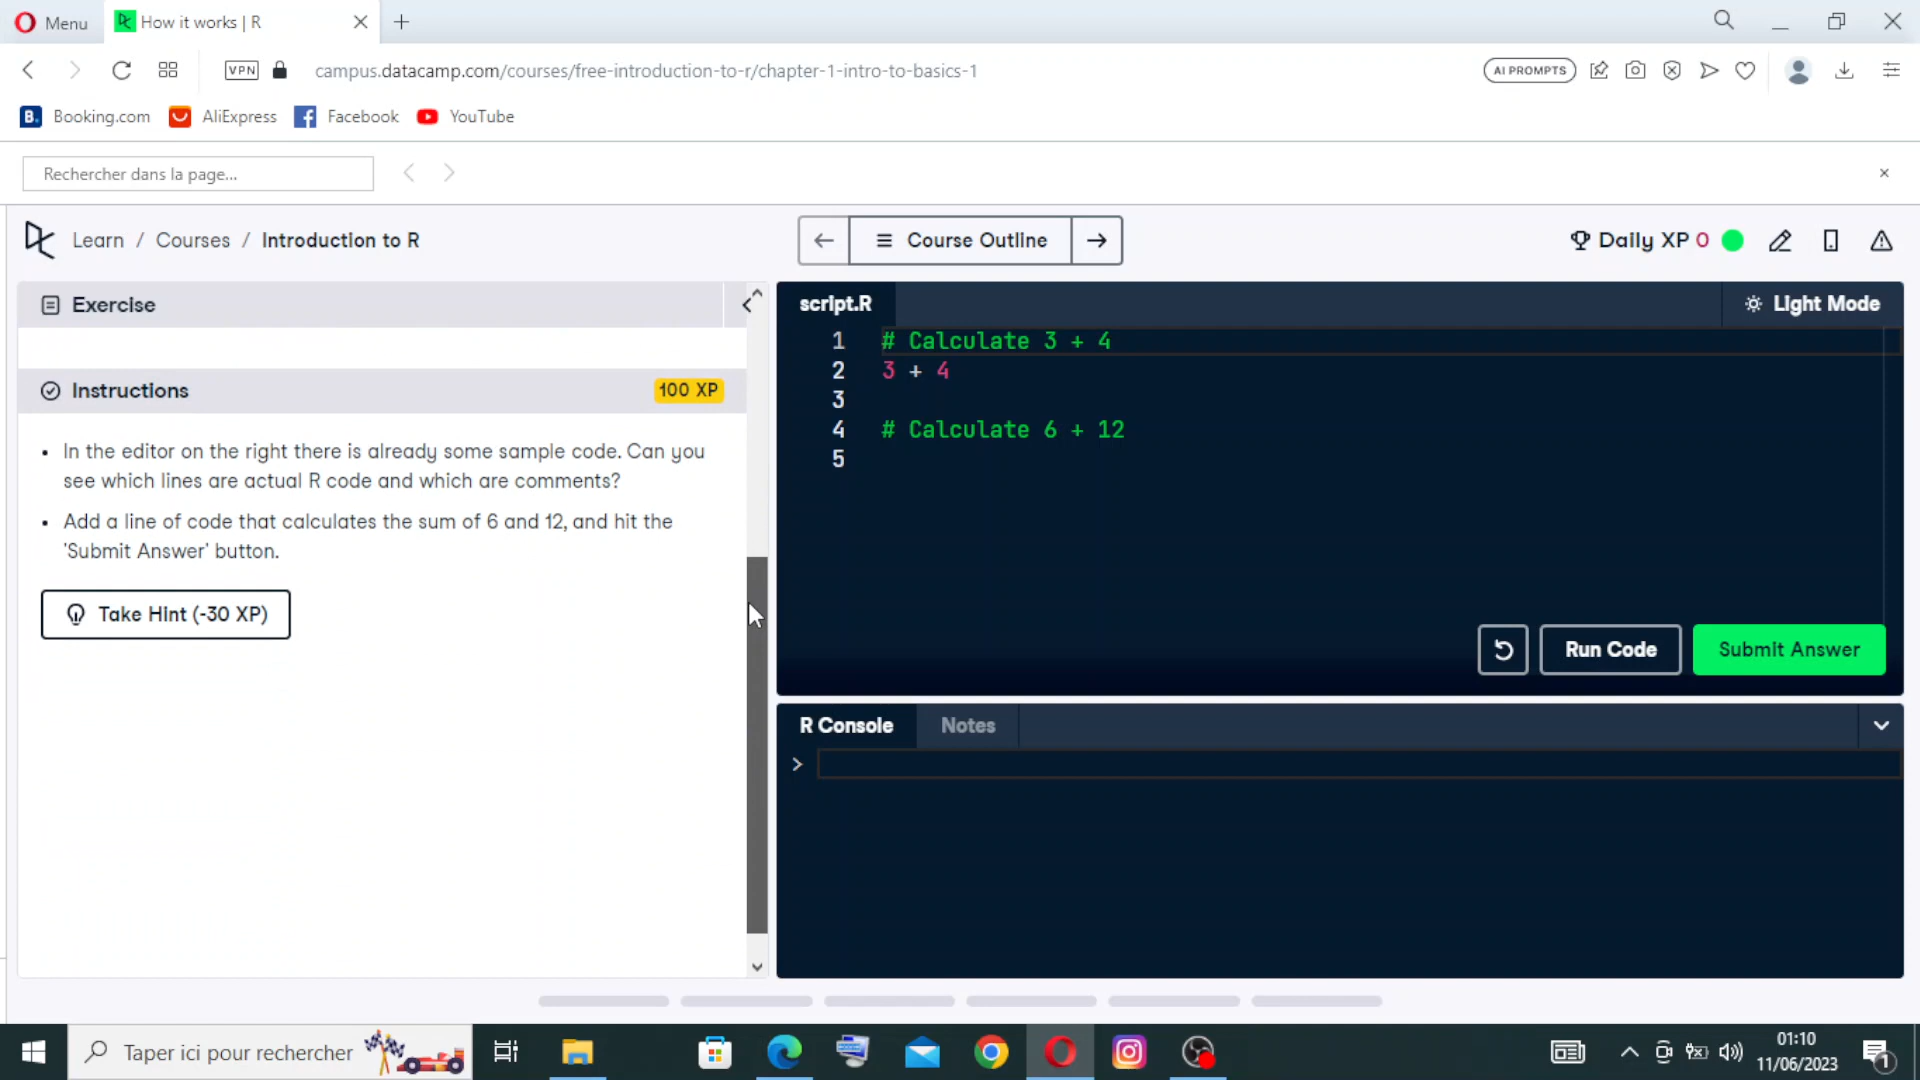 Menu
How it works | R
VPN
campus.datacamp.com/courses/free-introduction-to-r/chapter-1-intro-to-basics-1
AI PROMPTS
B. Booking.com
AliExpress
Facebook
YouTube
Rechercher dans la page...
Learn / Courses / Introduction to R
Course Outline
Daily XP 0
Exercise
Instructions
100 XP
• In the editor on the right there is already some sample code. Can you
see which lines are actual R code and which are comments?
• Add a line of code that calculates the sum of 6 and 12, and hit the
'Submit Answer' button.
Take Hint (-30 XP)
script.R
Light Mode
1 # Calculate 3 + 4
2 3 + 4
3
4 # Calculate 6 + 12
5
Run Code
Submit Answer
R Console
Notes
>
Taper ici pour rechercher
01:10
11/06/2023
1